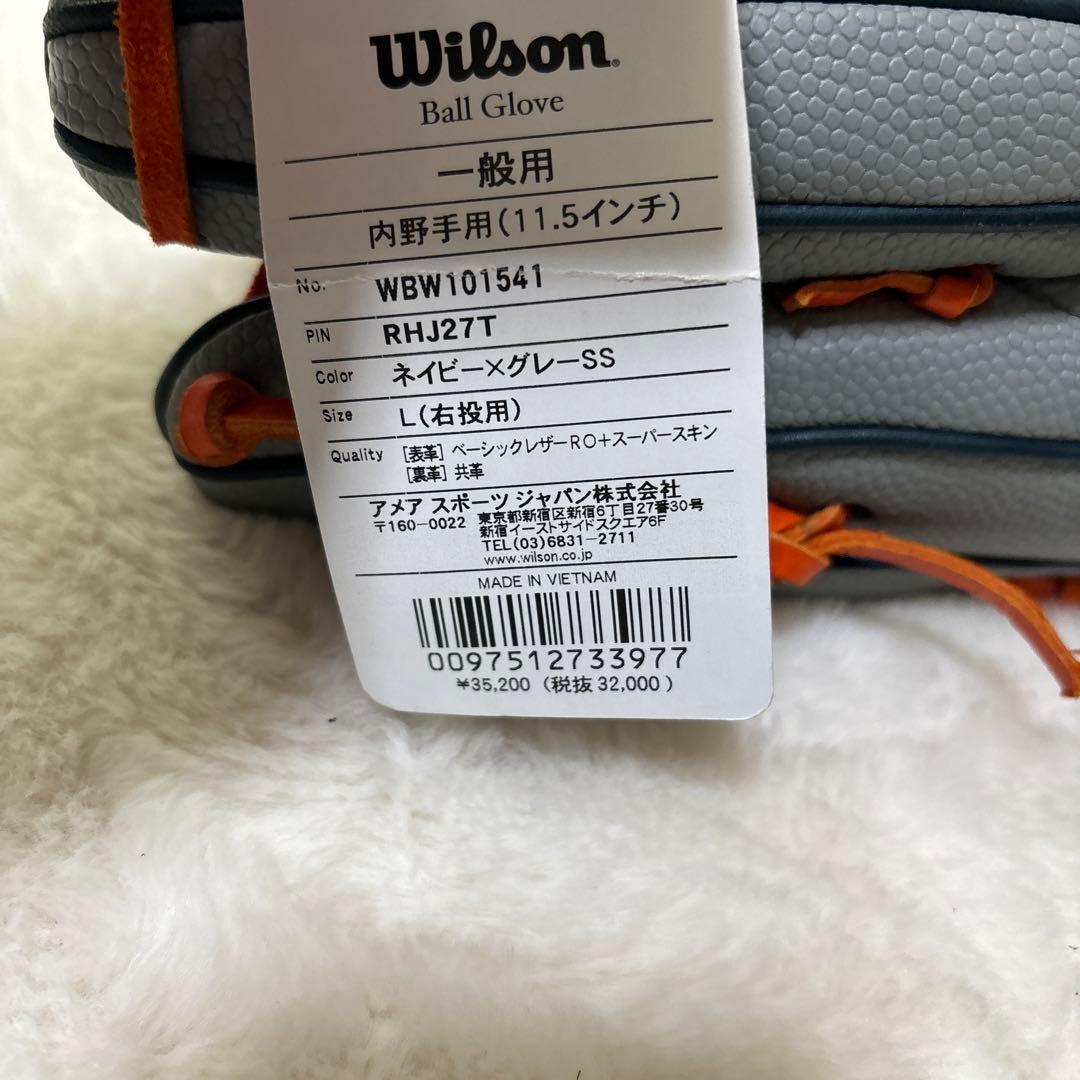 Wilson®
Ball Glove
一般用
内野手用(11.5インチ)
No. WBW101541
PIN RHJ27T
Color ネイビー×グレーSS
Size L(右投用)
Quality [表革] ベーシックレザーRO+スーパースキン
[裏革] 共革
アメア スポーツ ジャパン株式会社
〒160-0022 東京都新宿区新宿6丁目27番30号
新宿イーストサイドスクエア6F
TEL(03)6831-2711
www.wilson.co.jp
MADE IN VIETNAM
0097512733977
¥35,200 (税抜 32,000)